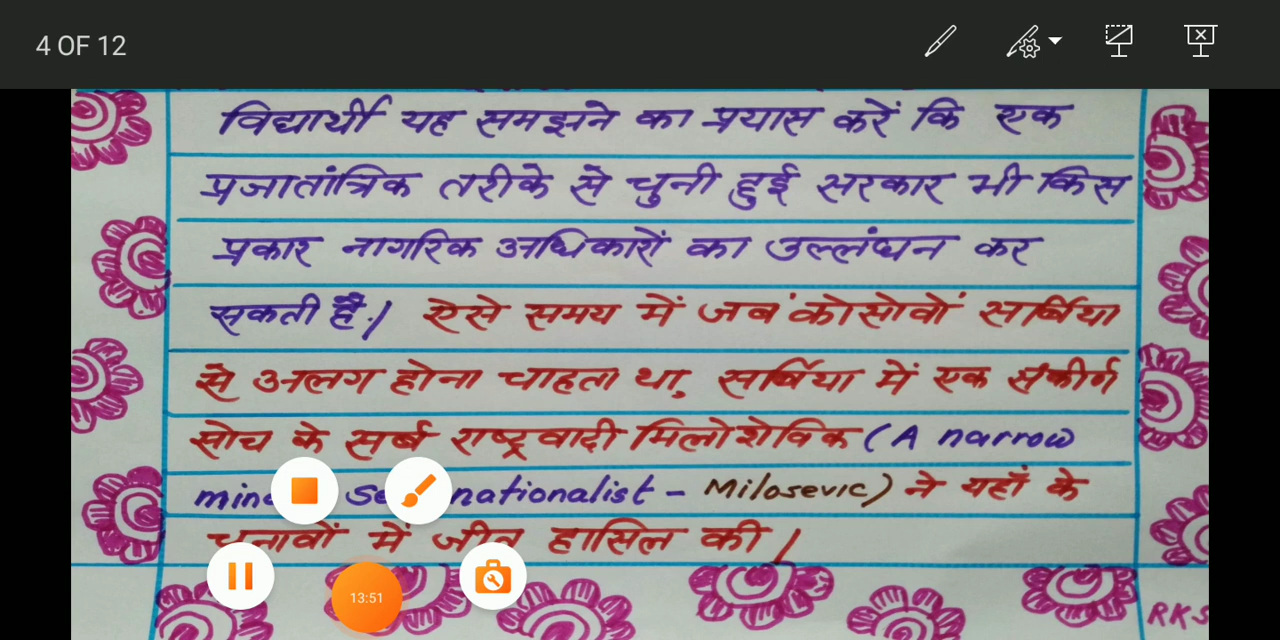 4 OF 12
विद्यार्थी यह समझने का प्रयास करें कि एक
प्रजातांत्रिक तरीके से चुनी हुई सरकार भी किस
प्रकार नागरिक अधिकारों का उल्लंघन कर
सकती है। ऐसे समय में जब कोसोवों सर्बिया
से अलग होना चाहता था, सर्बिया में एक संकीर्ण
सोच के सर्ब राष्ट्रवादी मिलोशेविक (A narrow
nationalist - Milosevic) ने यहाँ के
चुनावों में जीत हासिल की।
13:51
RKS